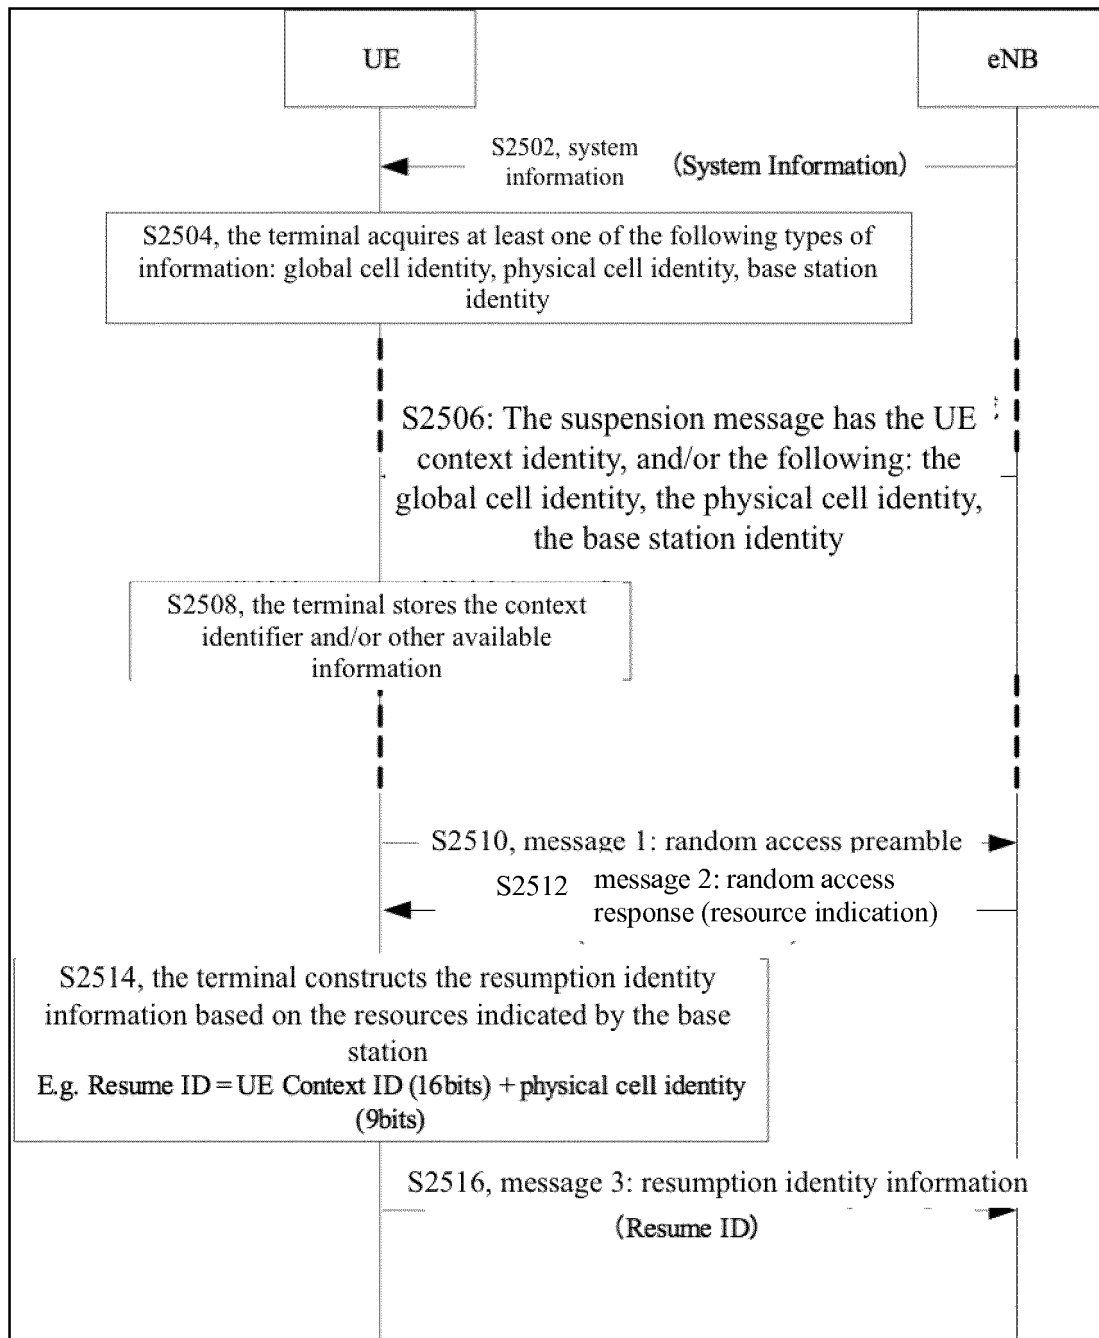 UE
eNB
S2502, system
information
(System Information)
S2504, the terminal acquires at least one of the following types of
information: global cell identity, physical cell identity, base station
identity
S2506: The suspension message has the UE
context identity, and/or the following: the
global cell identity, the physical cell identity,
the base station identity
S2508, the terminal stores the context
identifier and/or other available
information
S2510, message 1: random access preamble
S2512
message 2: random access
response (resource indication)
S2514, the terminal constructs the resumption identity
information based on the resources indicated by the base
station
E.g. Resume ID = UE Context ID (16bits) + physical cell identity
(9bits)
S2516, message 3: resumption identity information
(Resume ID)